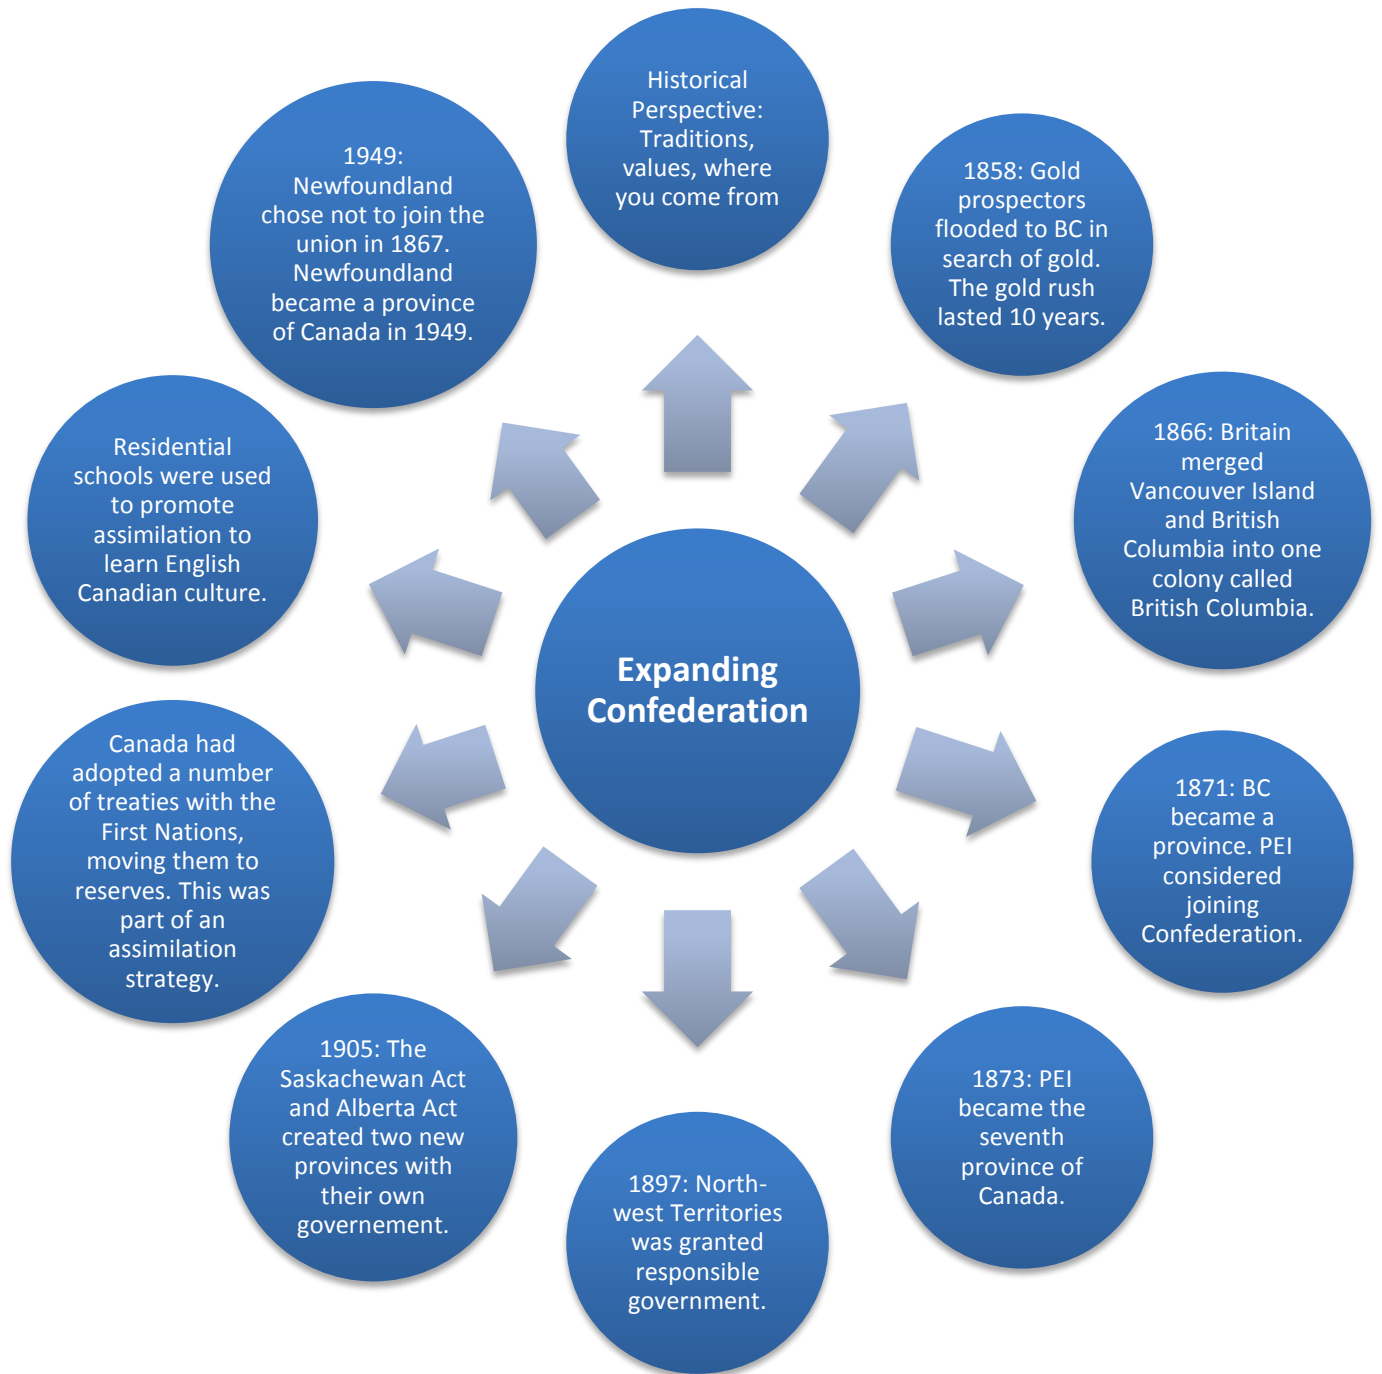 Historical
Perspective:
Traditions,
values, where
you come from
1858: Gold
prospectors
flooded to BC in
search of gold.
The gold rush
lasted 10 years.
1866: Britain
merged
Vancouver Island
and British
Columbia into one
colony called
British Columbia.
1871: BC
became a
province. PEI
considered
joining
Confederation.
1873: PEI
became the
seventh
province of
Canada.
1897: North-
west Territories
was granted
responsible
government.
1905: The
Saskachewan Act
and Alberta Act
created two new
provinces with
their own
governement.
Canada had
adopted a number
of treaties with the
First Nations,
moving them to
reserves. This was
part of an
assimilation
strategy.
Residential
schools were used
to promote
assimilation to
learn English
Canadian culture.
1949:
Newfoundland
chose not to join the
union in 1867.
Newfoundland
became a province
of Canada in 1949.
Expanding
Confederation